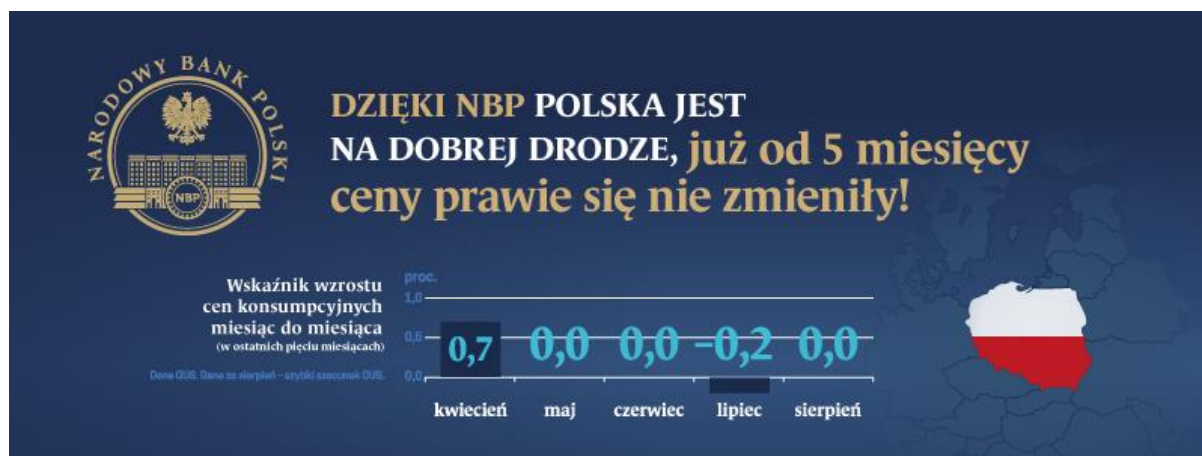 NARODOWY BANK POLSKI
NBP
DZIĘKI NBP POLSKA JEST
NA DOBREJ DRODZE, już od 5 miesięcy
ceny prawie się nie zmieniły!
Wskaźnik wzrostu
cen konsumpcyjnych
miesiąc do miesiąca
(w ostatnich pięciu miesiącach)
Dane GUS. Dane za sierpień – szybki szacunek GUS.
proc.
1,0
0,5
0,0
0,7 0,0 0,0 –0,2 0,0
kwiecień maj czerwiec lipiec sierpień